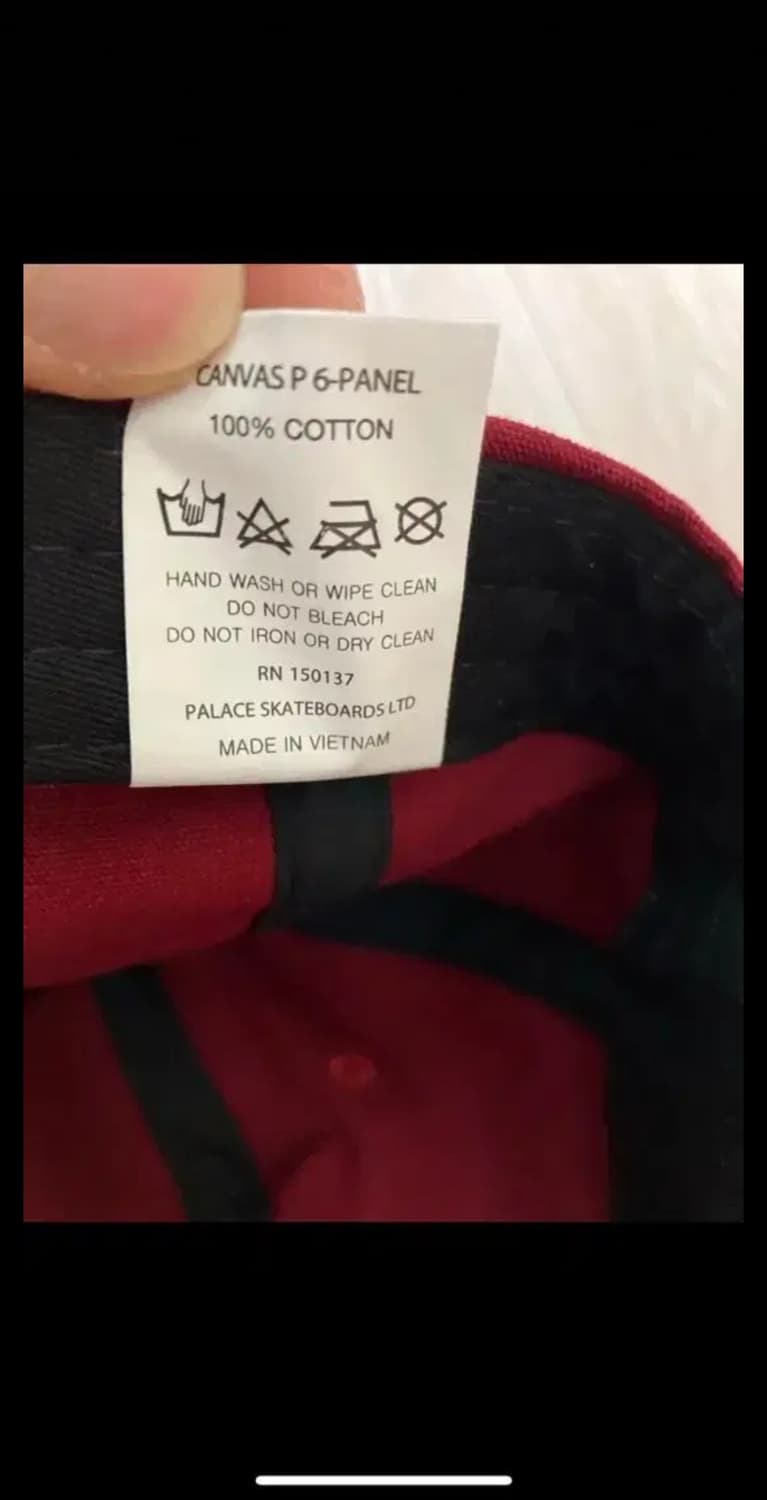 CANVAS P 6-PANEL
100% COTTON
HAND WASH OR WIPE CLEAN
DO NOT BLEACH
DO NOT IRON OR DRY CLEAN
RN 150137
PALACE SKATEBOARDS LTD
MADE IN VIETNAM